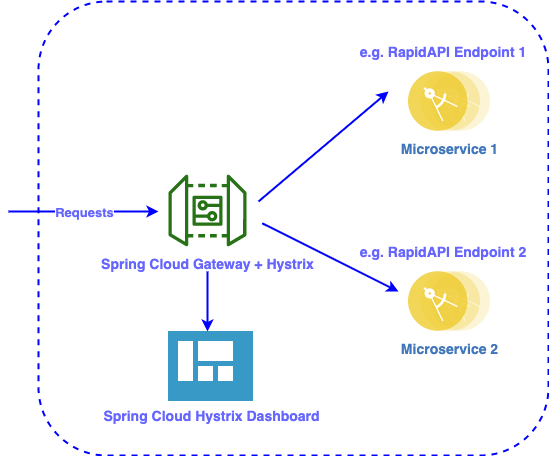 e.g. RapidAPI Endpoint 1
Microservice 1
Requests
Spring Cloud Gateway + Hystrix
e.g. RapidAPI Endpoint 2
Microservice 2
Spring Cloud Hystrix Dashboard